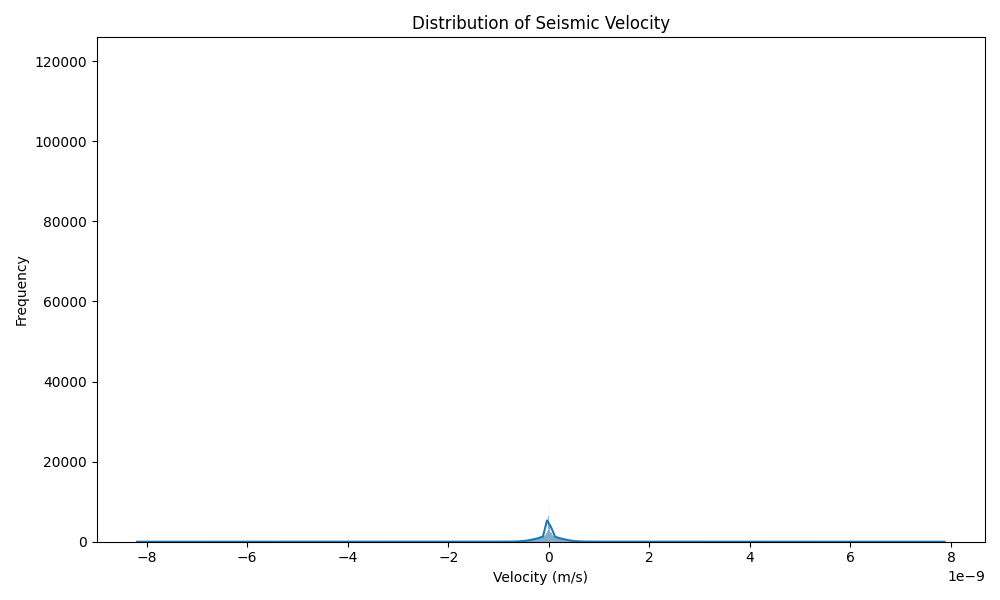 Distribution of Seismic Velocity
120000
100000
80000
60000
40000
20000
0
Frequency
−8 −6 −4 −2 0 2 4 6 8
1e−9
Velocity (m/s)